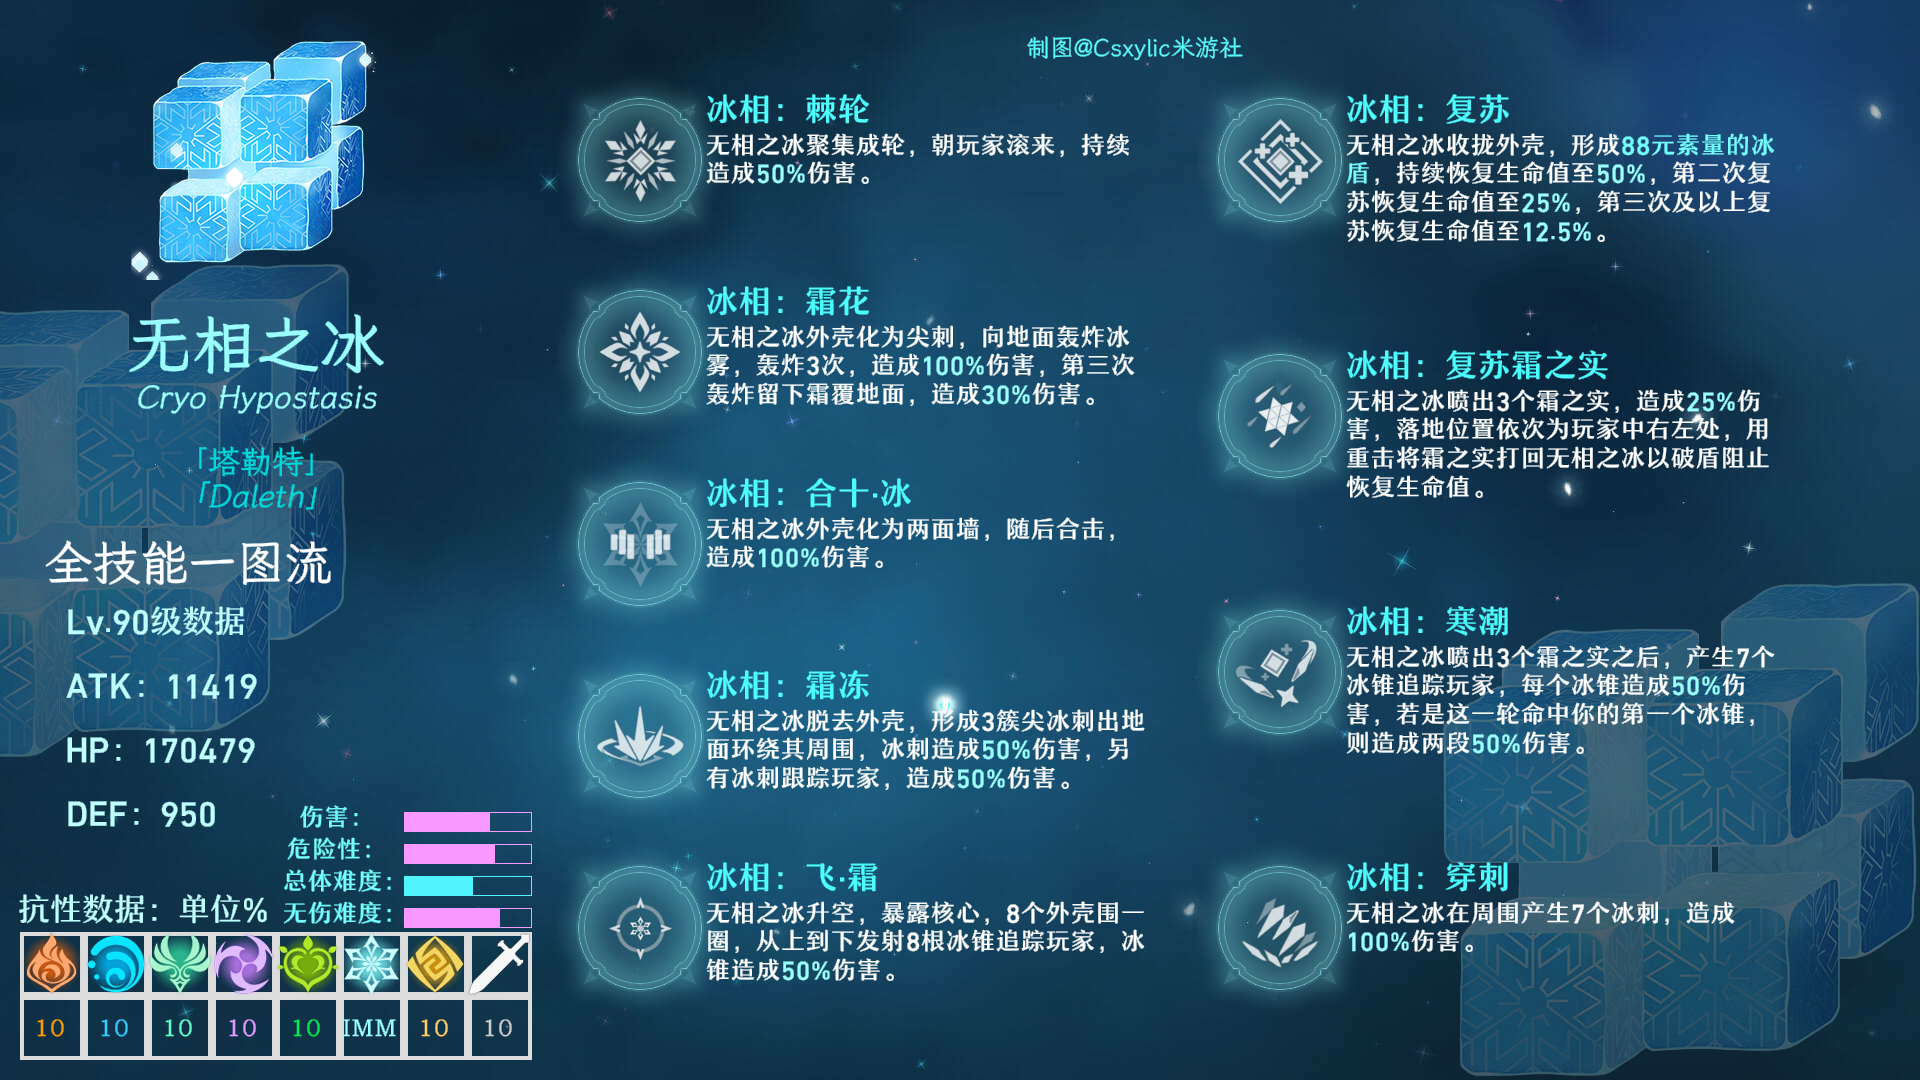 制图@Csxylic米游社
无相之冰
Cryo Hypostasis
「塔勒特」
「Daleth」
全技能一图流
Lv.90级数据
ATK：11419
HP：170479
DEF：950
伤害：
危险性：
总体难度：
无伤难度：
抗性数据：单位%
10 10 10 10 10 IMM 10 10
冰相：棘轮
无相之冰聚集成轮，朝玩家滚来，持续
造成50%伤害。
冰相：霜花
无相之冰外壳化为尖刺，向地面轰炸冰
雾，轰炸3次，造成100%伤害，第三次
轰炸留下霜覆地面，造成30%伤害。
冰相：合十·冰
无相之冰外壳化为两面墙，随后合击，
造成100%伤害。
冰相：霜冻
无相之冰脱去外壳，形成3簇尖冰刺出地
面环绕其周围，冰刺造成50%伤害，另
有冰刺跟踪玩家，造成50%伤害。
冰相：飞·霜
无相之冰升空，暴露核心，8个外壳围一
圈，从上到下发射8根冰锥追踪玩家，冰
锥造成50%伤害。
冰相：复苏
无相之冰收拢外壳，形成88元素量的冰
盾，持续恢复生命值至50%，第二次复
苏恢复生命值至25%，第三次及以上复
苏恢复生命值至12.5%。
冰相：复苏霜之实
无相之冰喷出3个霜之实，造成25%伤
害，落地位置依次为玩家中右左处，用
重击将霜之实打回无相之冰以破盾阻止
恢复生命值。
冰相：寒潮
无相之冰喷出3个霜之实之后，产生7个
冰锥追踪玩家，每个冰锥造成50%伤
害，若是这一轮命中你的第一个冰锥，
则造成两段50%伤害。
冰相：穿刺
无相之冰在周围产生7个冰刺，造成
100%伤害。